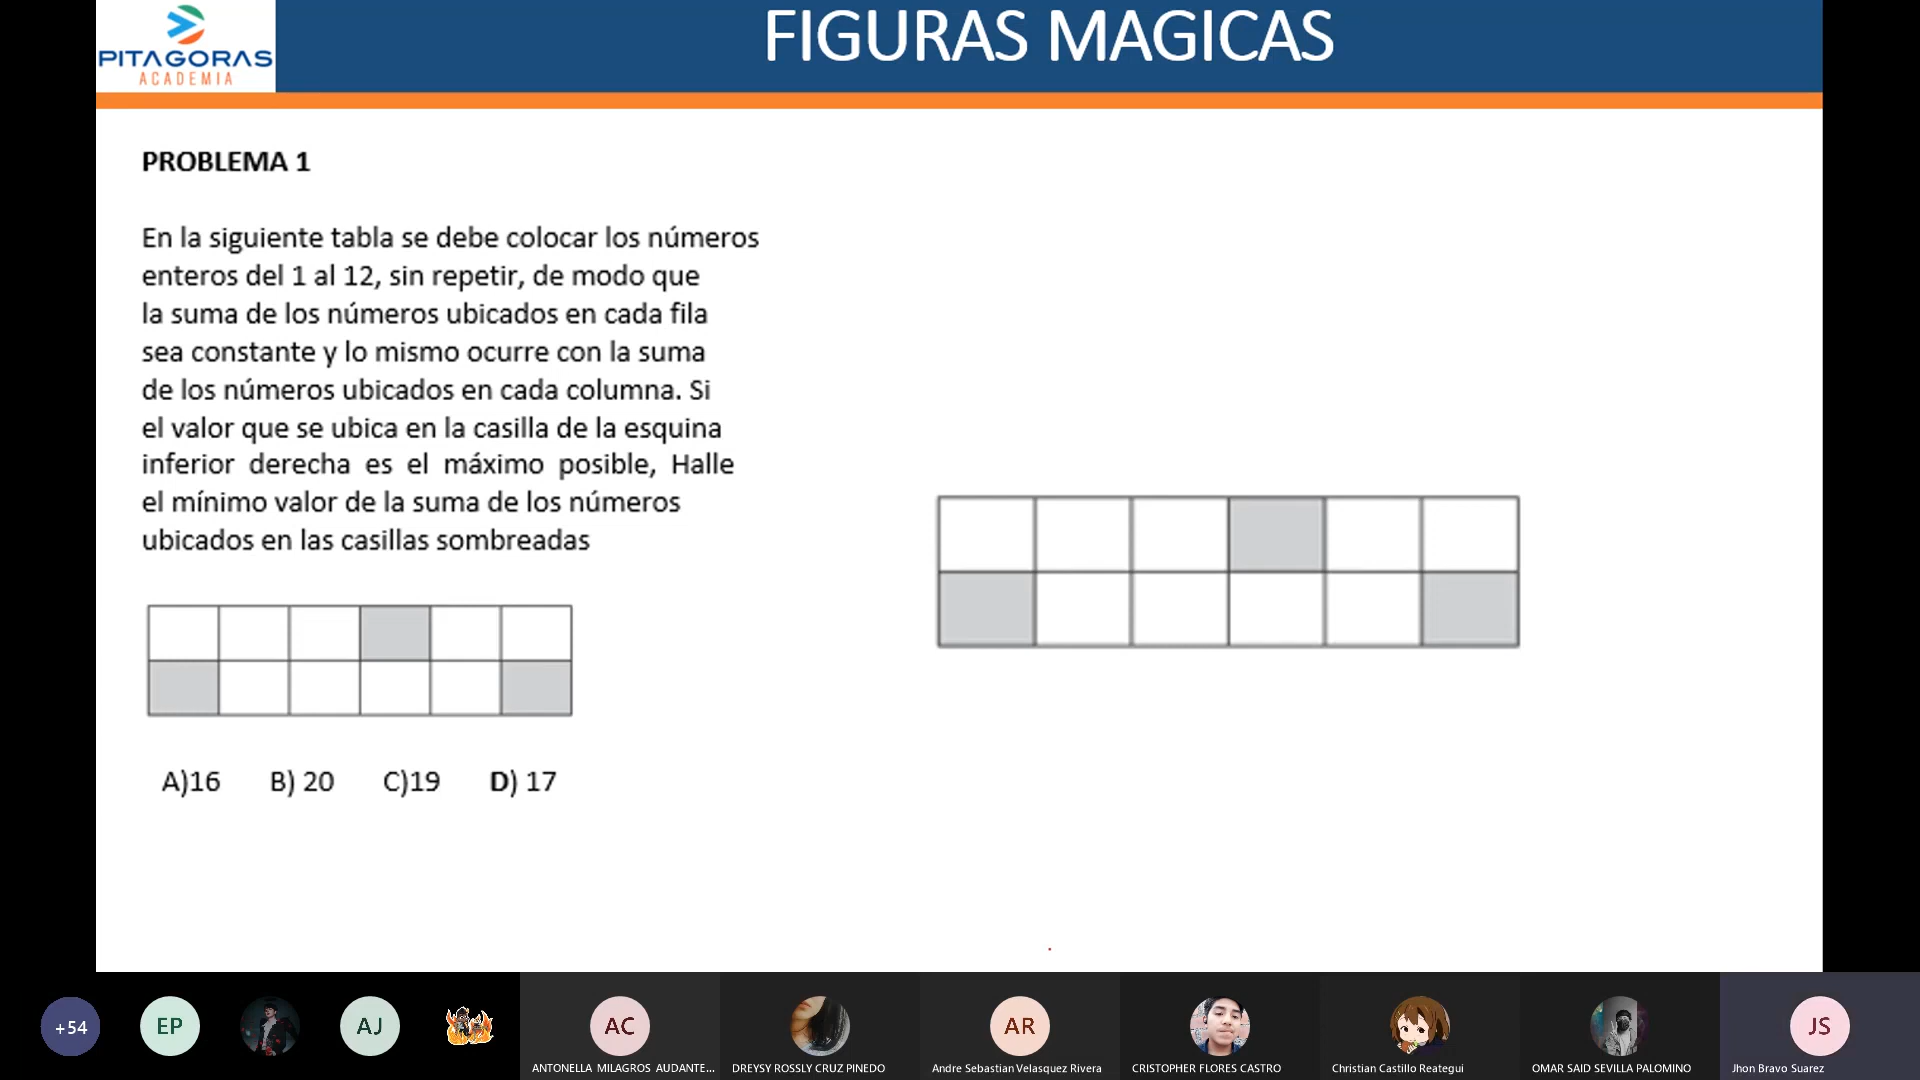 PITAGORAS
ACADEMIA
FIGURAS MAGICAS
PROBLEMA 1
En la siguiente tabla se debe colocar los números
enteros del 1 al 12, sin repetir, de modo que
la suma de los números ubicados en cada fila
sea constante y lo mismo ocurre con la suma
de los números ubicados en cada columna. Si
el valor que se ubica en la casilla de la esquina
inferior derecha es el máximo posible, Halle
el mínimo valor de la suma de los números
ubicados en las casillas sombreadas
A)16 B) 20 C)19 D) 17
+54 EP AJ AC AR JS
ANTONELLA MILAGROS AUDANTE... DREYSY ROSSLY CRUZ PINEDO Andre Sebastian Velasquez Rivera CRISTOPHER FLORES CASTRO Christian Castillo Reategui OMAR SAID SEVILLA PALOMINO Jhon Bravo Suarez